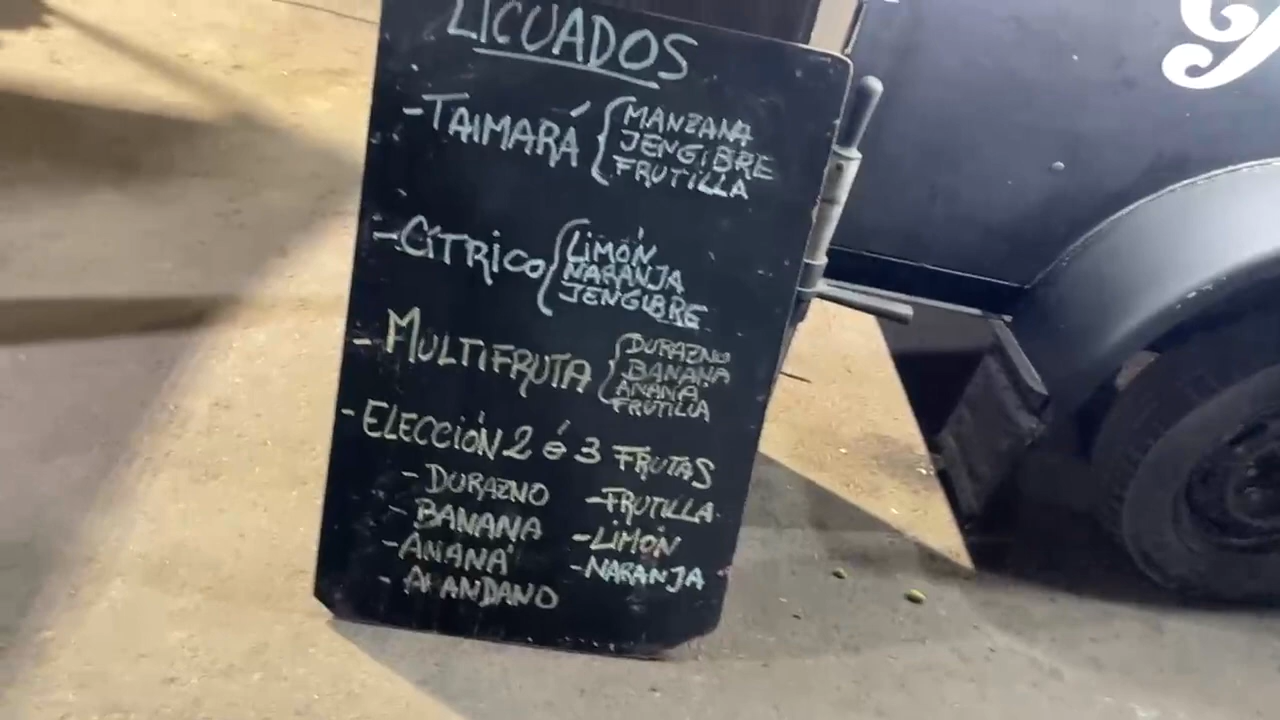 LICUADOS
- TAIMARÁ { MANZANA
JENGIBRE
FRUTILLA
- CÍTRICO { LIMÓN
NARANJA
JENGIBRE
- MULTIFRUTA { DURAZNO
BANANA
ANANÁ
FRUTILLA
- ELECCIÓN 2 ó 3 FRUTAS
- DURAZNO
- BANANA
- ANANÁ
- ARANDANO
- FRUTILLA
- LIMÓN
- NARANJA